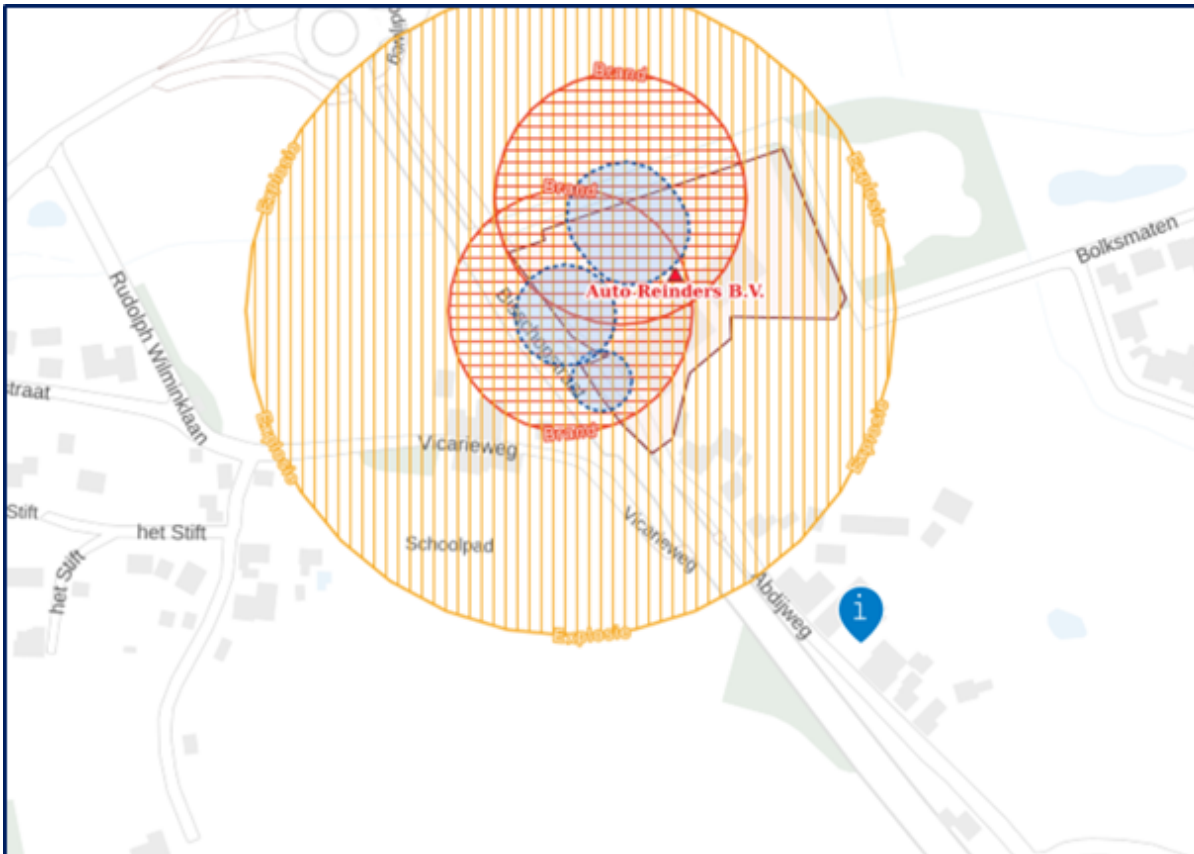 Brand
Explosie
Explosie
Brand
Bolksmaten
Auto Reinders B.V.
Rudolph Wilminklaan
straat
Explosie
Explosie
Brand
Vicarieweg
Stift
het Stift
Schoolpad
Vicarieweg
het Stift
Abdijweg
i
Explosie